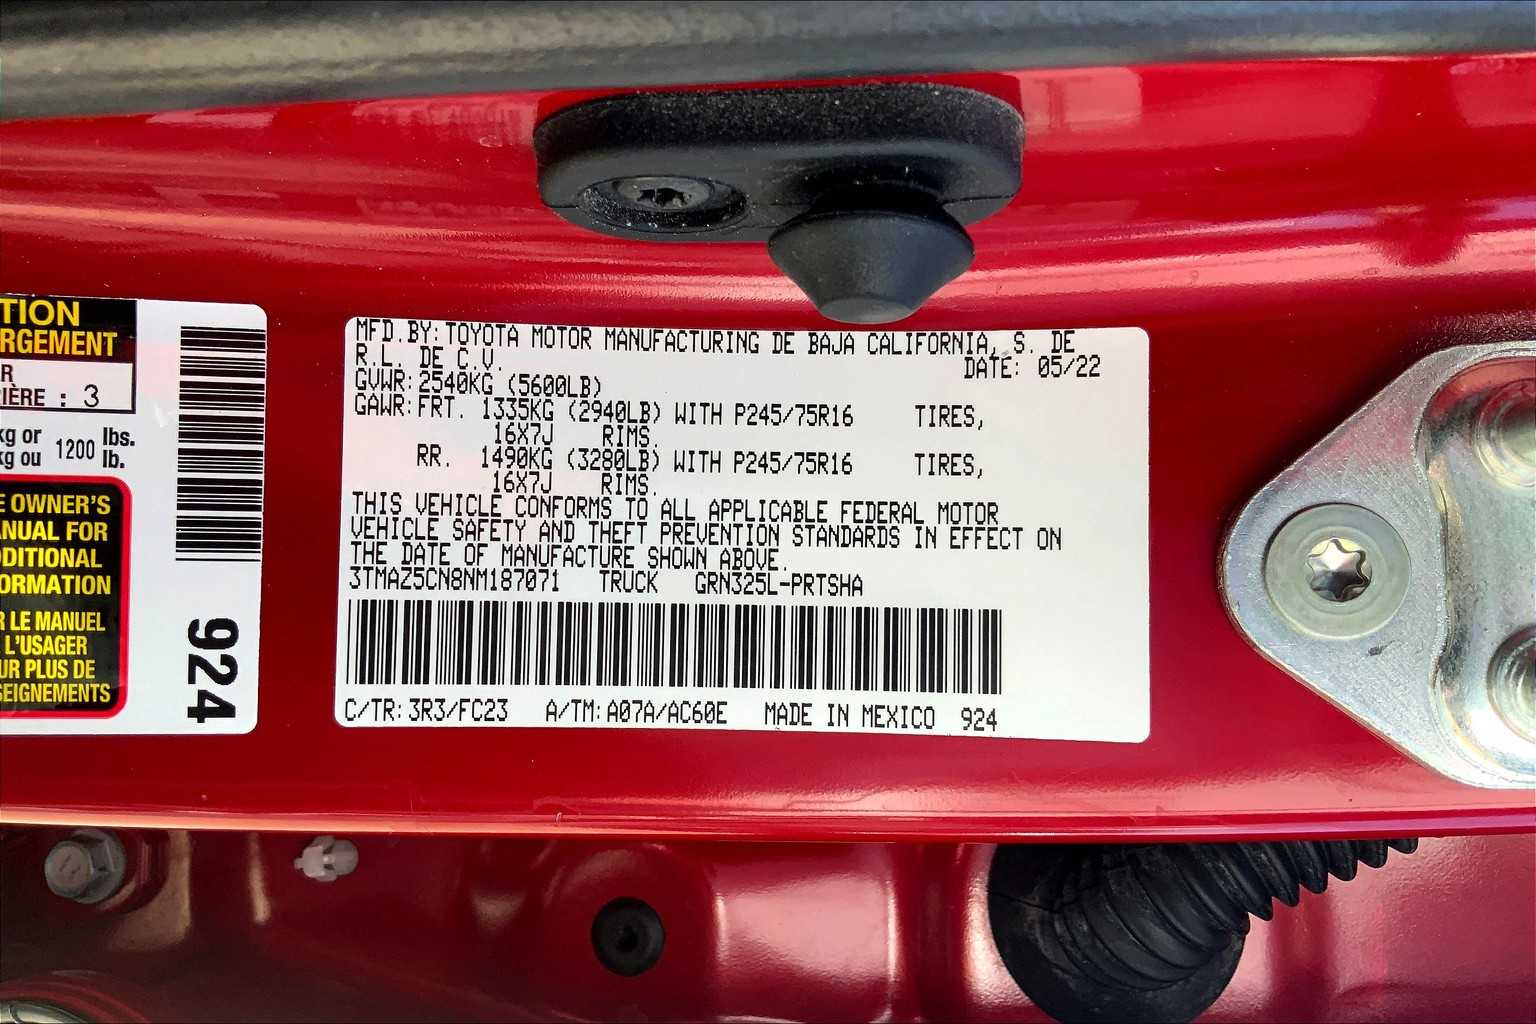 TION
RGEMENT
R
IÈRE : 3
kg or 1200 lbs.
kg ou lb.
E OWNER'S
ANUAL FOR
DDITIONAL
ORMATION
R LE MANUEL
L'USAGER
UR PLUS DE
SEIGNEMENTS
924
MFD.BY: TOYOTA MOTOR MANUFACTURING DE BAJA CALIFORNIA, S. DE
R.L. DE C.V.
DATE: 05/22
GVWR: 2540KG (5600LB)
GAWR: FRT. 1335KG (2940LB) WITH P245/75R16 TIRES,
16X7J RIMS.
RR. 1490KG (3280LB) WITH P245/75R16 TIRES,
16X7J RIMS.
THIS VEHICLE CONFORMS TO ALL APPLICABLE FEDERAL MOTOR
VEHICLE SAFETY AND THEFT PREVENTION STANDARDS IN EFFECT ON
THE DATE OF MANUFACTURE SHOWN ABOVE.
3TMAZ5CN8NM187071 TRUCK GRN325L-PRTSHA
C/TR: 3R3/FC23 A/TM: A07A/AC60E MADE IN MEXICO 924